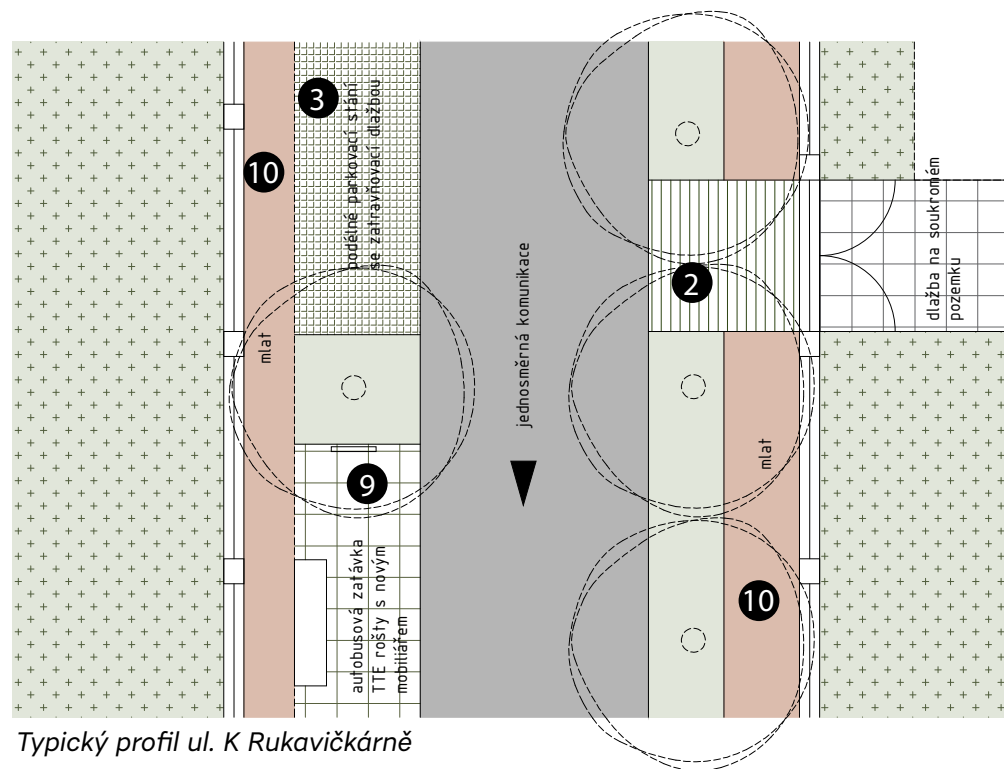 3
podélné parkovací stání
se zatravňovací dlažbou
10
mlat
9
autobusová zatávka
TTE rošty s novým
mobiliářem
jednosměrná komunikace
2
dlažba na soukromém
pozemku
mlat
10
Typický profil ul. K Rukavičkárně